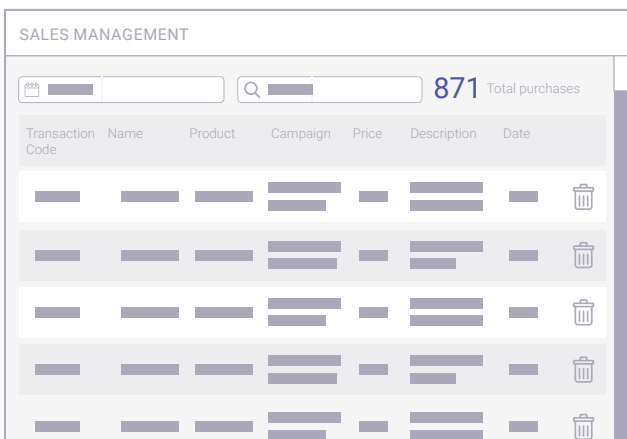 SALES MANAGEMENT
871 Total purchases
Transaction Code Name Product Campaign Price Description Date